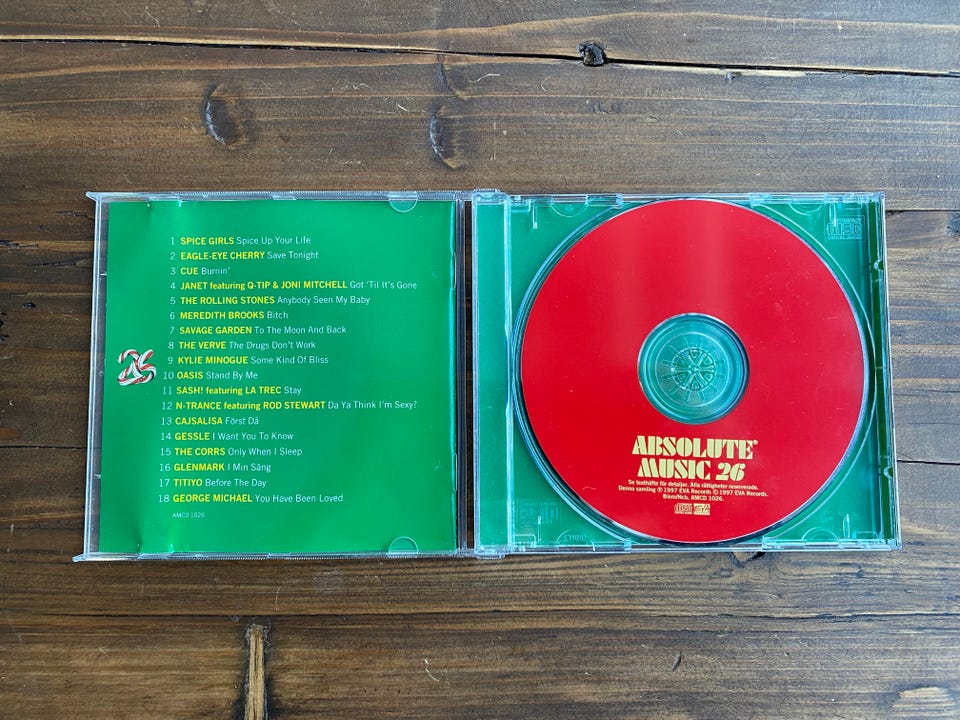 1 SPICE GIRLS Spice Up Your Life
2 EAGLE-EYE CHERRY Save Tonight
3 CUE Burnin'
4 JANET featuring Q-TIP & JONI MITCHELL Got 'Til It's Gone
5 THE ROLLING STONES Anybody Seen My Baby
6 MEREDITH BROOKS Bitch
7 SAVAGE GARDEN To The Moon And Back
8 THE VERVE The Drugs Don't Work
9 KYLIE MINOGUE Some Kind Of Bliss
10 OASIS Stand By Me
11 SASH! featuring LA TREC Stay
12 N-TRANCE featuring ROD STEWART Da Ya Think I'm Sexy?
13 CAJSALISA Först Då
14 GESSLE I Want You To Know
15 THE CORRS Only When I Sleep
16 GLENMARK I Min Säng
17 TITIYO Before The Day
18 GEORGE MICHAEL You Have Been Loved
AMCD 1026
26
COMPACT
disc
DIGITAL AUDIO
ABSOLUTE®
MUSIC 26
Se texthäfte för detaljer. Alla rättigheter reserverade.
Denna samling ℗ 1997 EVA Records © 1997 EVA Records.
Biem/Ncb. AMCD 1026.